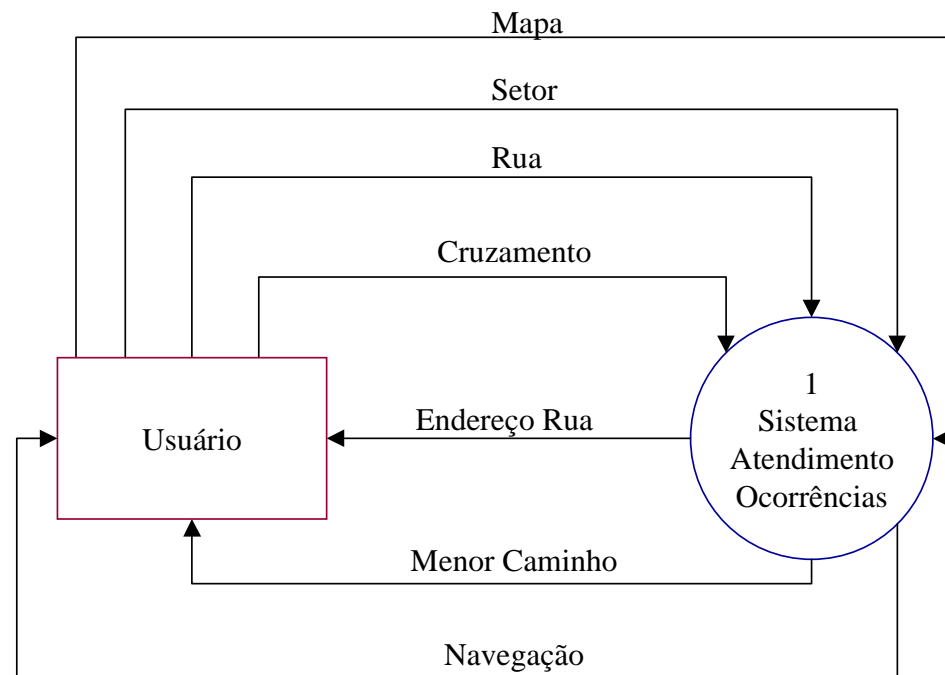 Mapa
Setor
Rua
Cruzamento
1
Sistema
Atendimento
Ocorrências
Usuário
Endereço Rua
Menor Caminho
Navegação